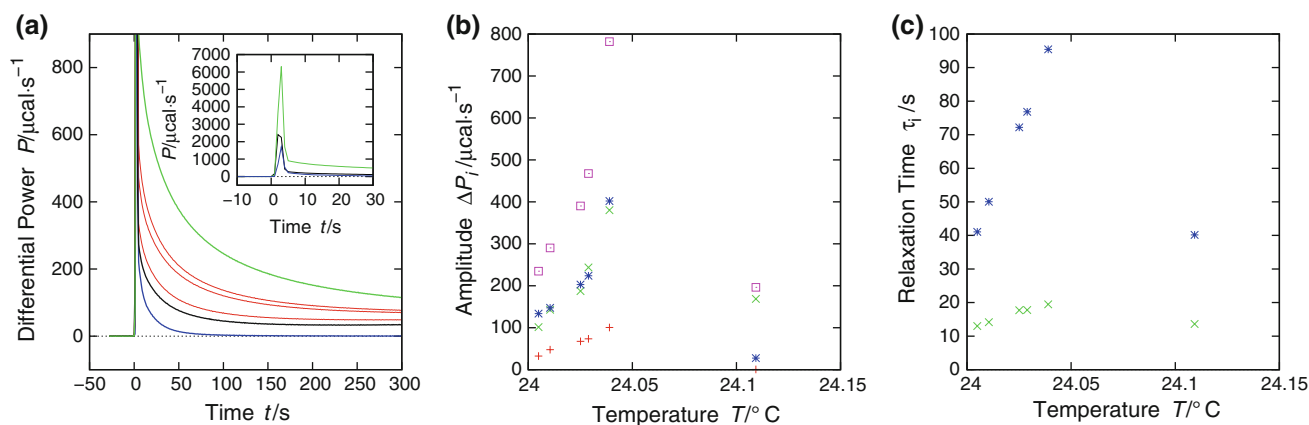 (a)
Differential Power P/µcal·s⁻¹
800
600
400
200
0
−50 0 50 100 150 200 250 300
Time t/s
P/µcal·s⁻¹
7000
6000
5000
4000
3000
2000
1000
0
−10 0 10 20 30
Time t/s
(b)
Amplitude ΔPᵢ/µcal·s⁻¹
800
700
600
500
400
300
200
100
0
24 24.05 24.1 24.15
Temperature T/° C
(c)
Relaxation Time τᵢ/s
100
90
80
70
60
50
40
30
20
10
0
24 24.05 24.1 24.15
Temperature T/° C